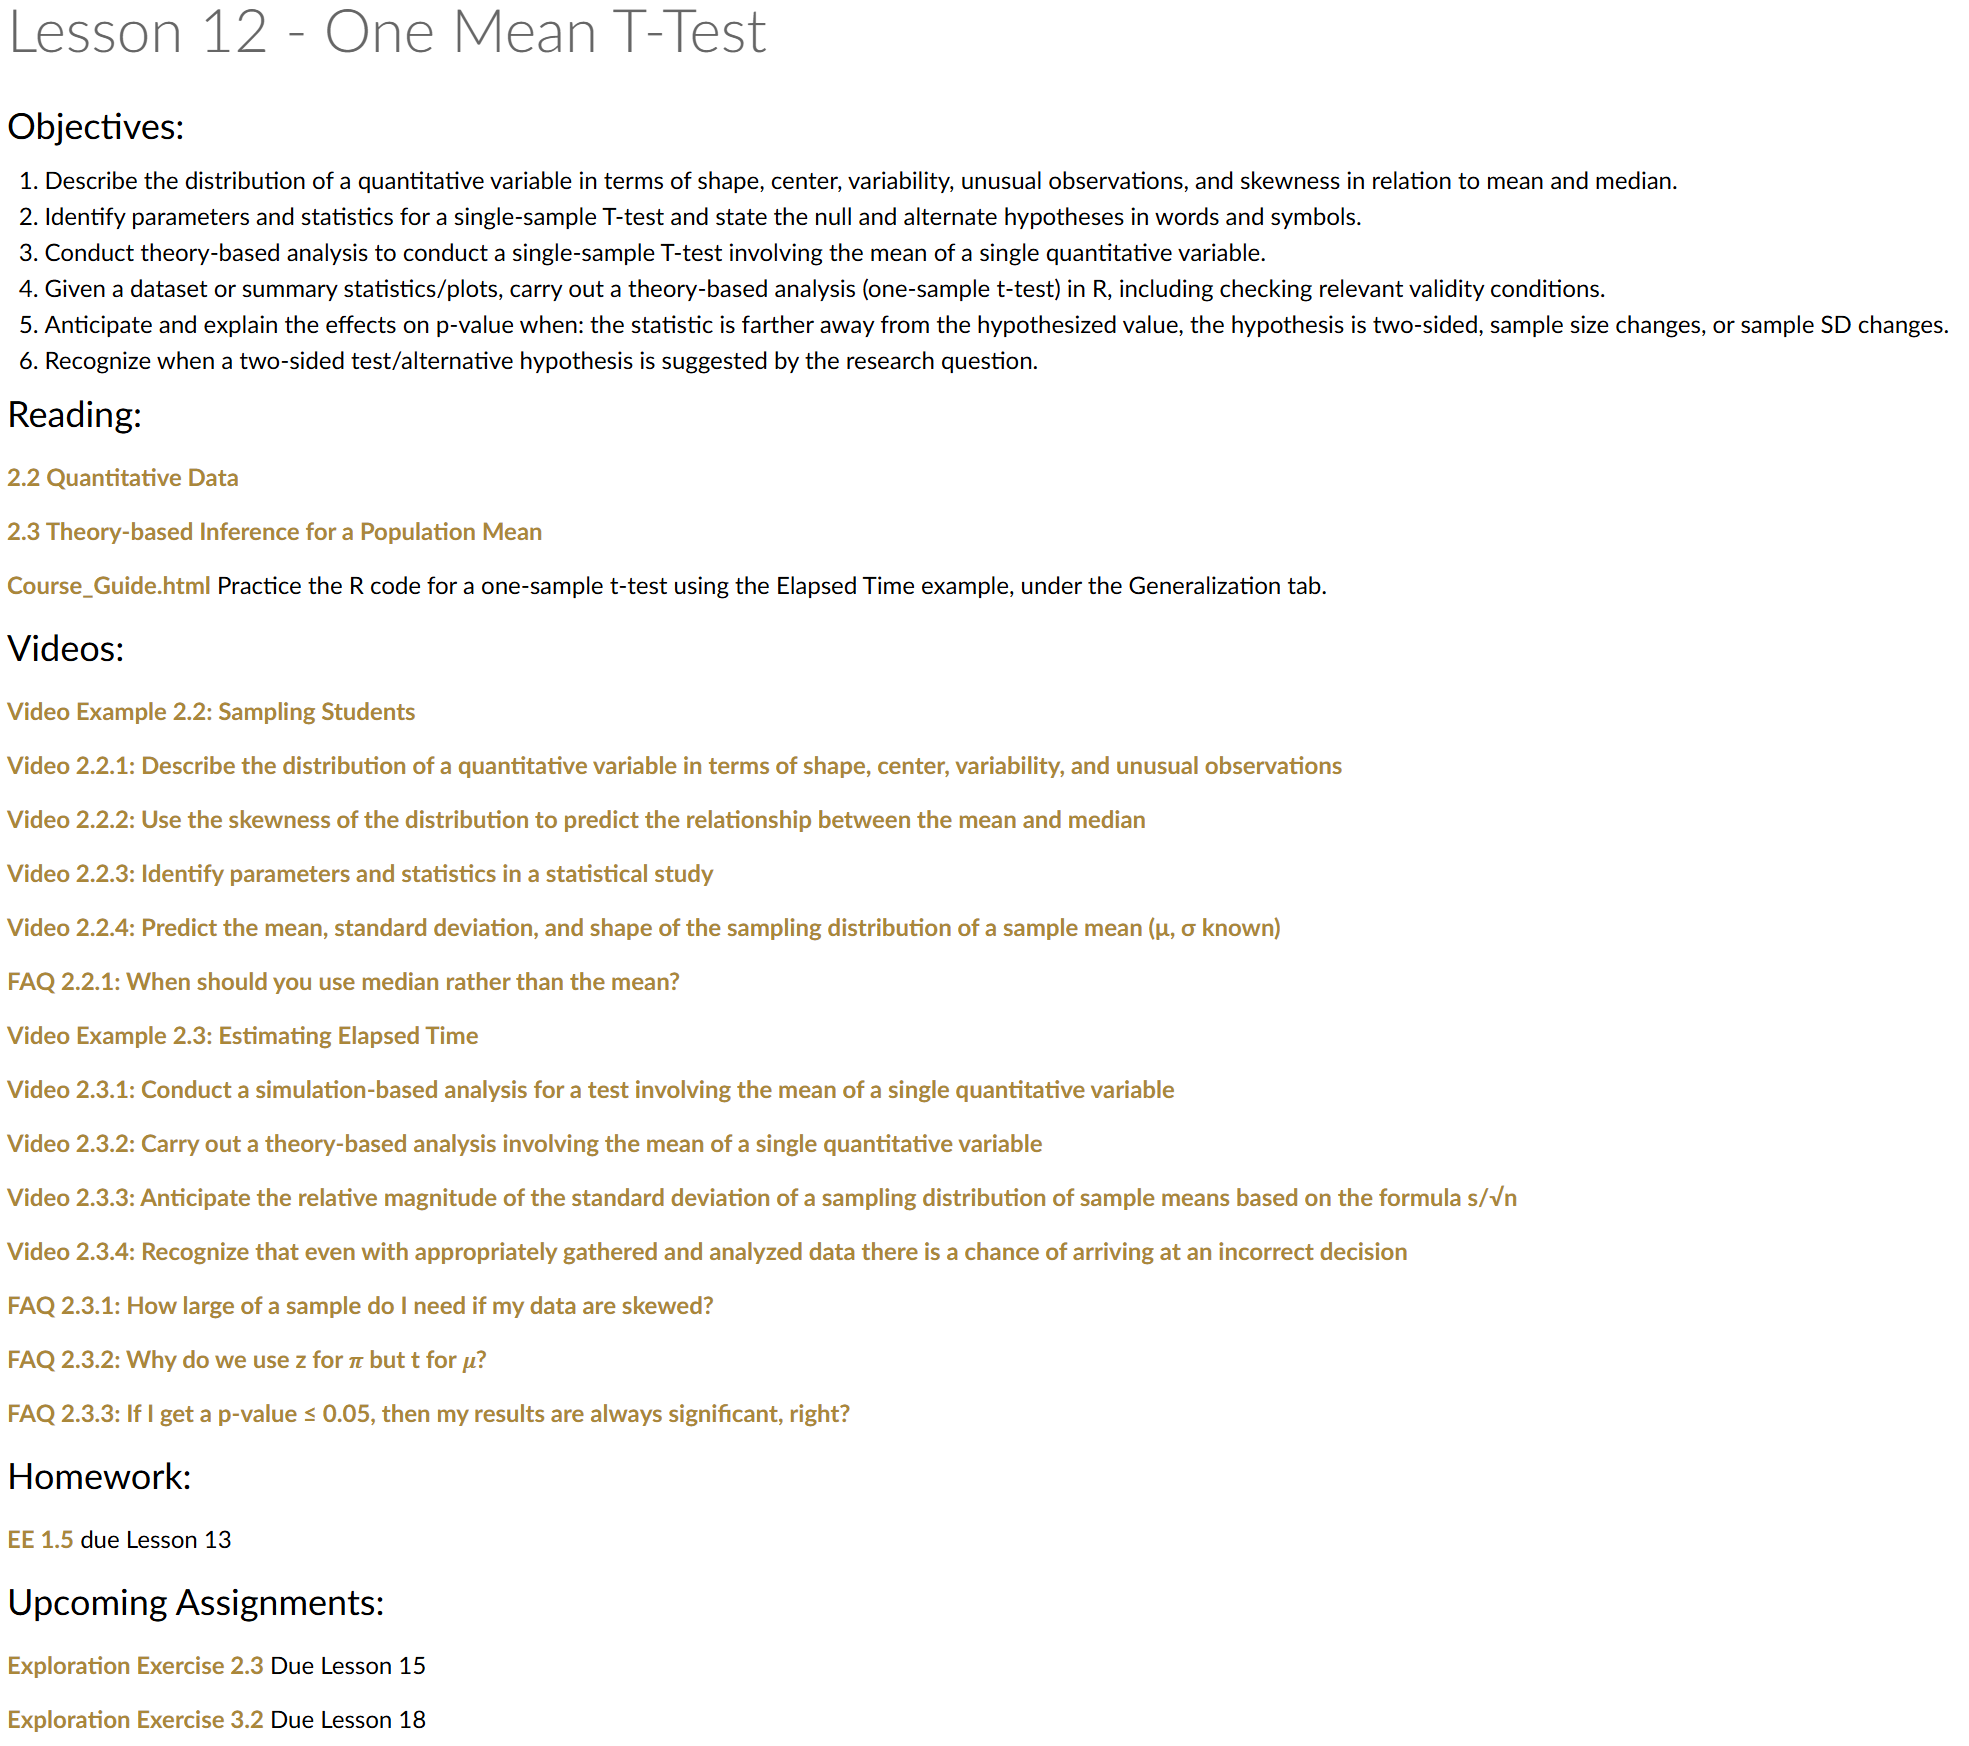 Lesson 12 - One Mean T-Test
Objectives:
1. Describe the distribution of a quantitative variable in terms of shape, center, variability, unusual observations, and skewness in relation to mean and median.
2. Identify parameters and statistics for a single-sample T-test and state the null and alternate hypotheses in words and symbols.
3. Conduct theory-based analysis to conduct a single-sample T-test involving the mean of a single quantitative variable.
4. Given a dataset or summary statistics/plots, carry out a theory-based analysis (one-sample t-test) in R, including checking relevant validity conditions.
5. Anticipate and explain the effects on p-value when: the statistic is farther away from the hypothesized value, the hypothesis is two-sided, sample size changes, or sample SD changes.
6. Recognize when a two-sided test/alternative hypothesis is suggested by the research question.
Reading:
2.2 Quantitative Data
2.3 Theory-based Inference for a Population Mean
Course_Guide.html Practice the R code for a one-sample t-test using the Elapsed Time example, under the Generalization tab.
Videos:
Video Example 2.2: Sampling Students
Video 2.2.1: Describe the distribution of a quantitative variable in terms of shape, center, variability, and unusual observations
Video 2.2.2: Use the skewness of the distribution to predict the relationship between the mean and median
Video 2.2.3: Identify parameters and statistics in a statistical study
Video 2.2.4: Predict the mean, standard deviation, and shape of the sampling distribution of a sample mean (μ, σ known)
FAQ 2.2.1: When should you use median rather than the mean?
Video Example 2.3: Estimating Elapsed Time
Video 2.3.1: Conduct a simulation-based analysis for a test involving the mean of a single quantitative variable
Video 2.3.2: Carry out a theory-based analysis involving the mean of a single quantitative variable
Video 2.3.3: Anticipate the relative magnitude of the standard deviation of a sampling distribution of sample means based on the formula s/√n
Video 2.3.4: Recognize that even with appropriately gathered and analyzed data there is a chance of arriving at an incorrect decision
FAQ 2.3.1: How large of a sample do I need if my data are skewed?
FAQ 2.3.2: Why do we use z for π but t for μ?
FAQ 2.3.3: If I get a p-value ≤ 0.05, then my results are always significant, right?
Homework:
EE 1.5 due Lesson 13
Upcoming Assignments:
Exploration Exercise 2.3 Due Lesson 15
Exploration Exercise 3.2 Due Lesson 18